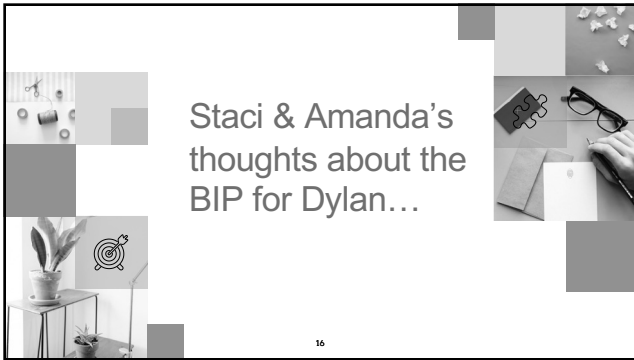 Staci & Amanda’s
thoughts about the
BIP for Dylan…
16